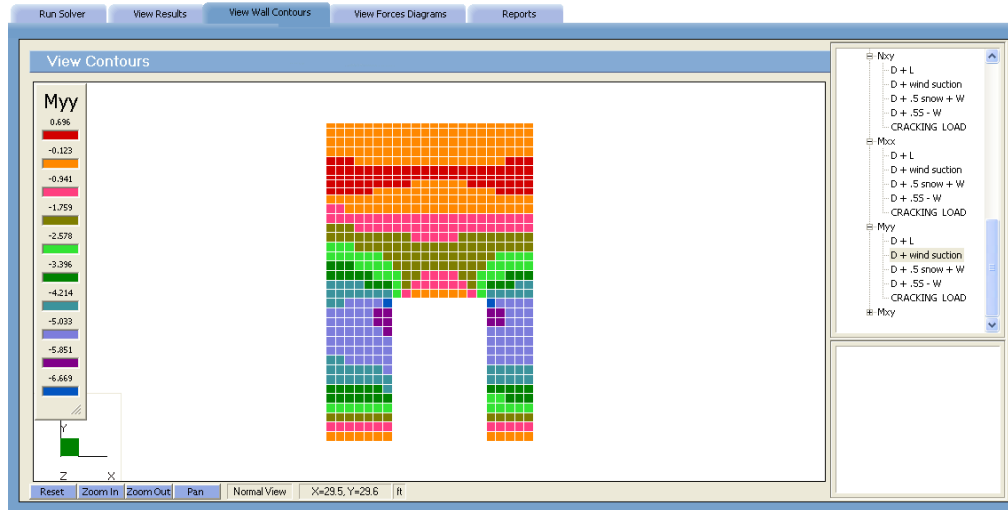 Run Solver View Results View Wall Contours View Forces Diagrams Reports
View Contours
Myy
0.696
-0.123
-0.941
-1.759
-2.578
-3.396
-4.214
-5.033
-5.851
-6.669
Y
Z X
Reset Zoom In Zoom Out Pan Normal View X=29.5, Y=29.6 ft
Nxy
D + L
D + wind suction
D + .5 snow + W
D + .5S - W
CRACKING LOAD
Mxx
D + L
D + wind suction
D + .5 snow + W
D + .5S - W
CRACKING LOAD
Myy
D + L
D + wind suction
D + .5 snow + W
D + .5S - W
CRACKING LOAD
Mxy